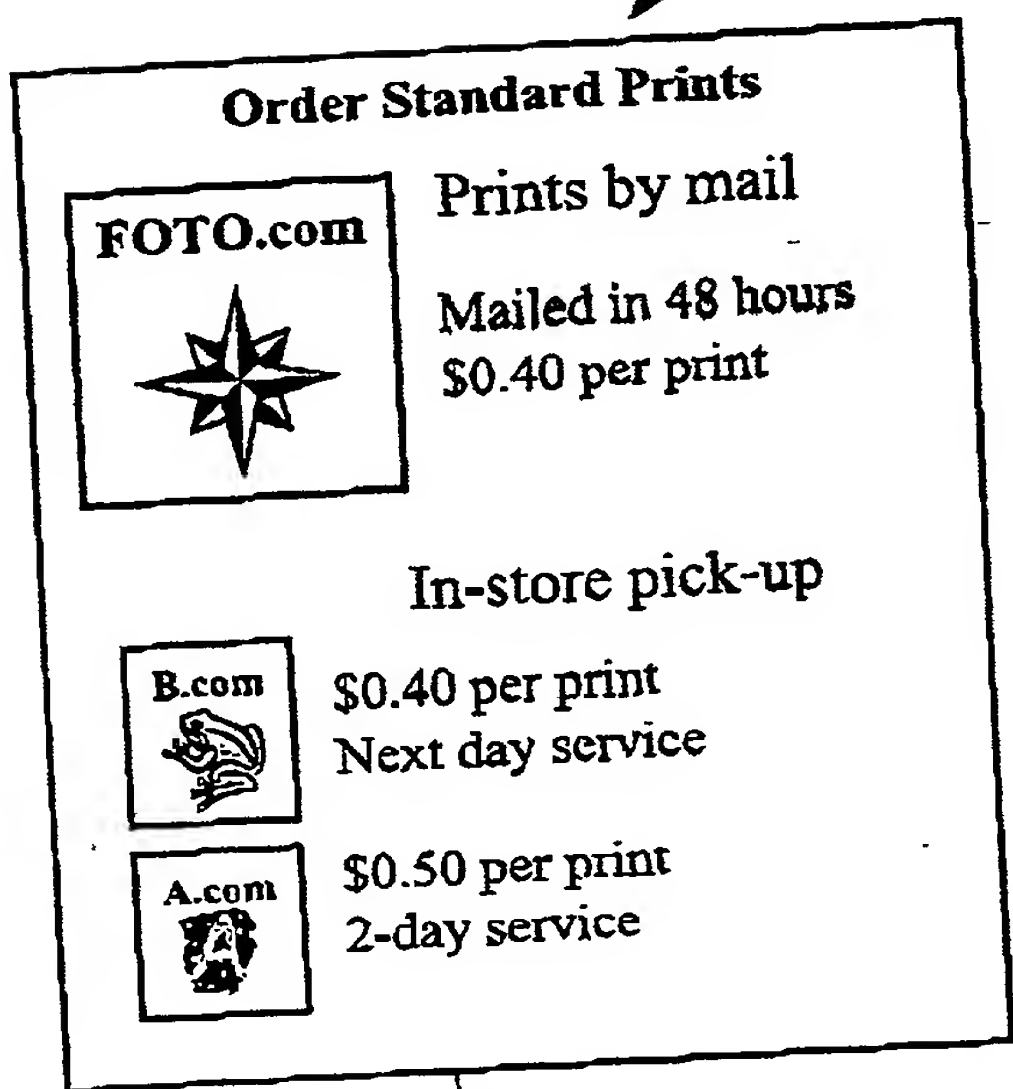 Order Standard Prints
FOTO.com
Prints by mail
Mailed in 48 hours
$0.40 per print
In-store pick-up
B.com
$0.40 per print
Next day service
A.com
$0.50 per print
2-day service